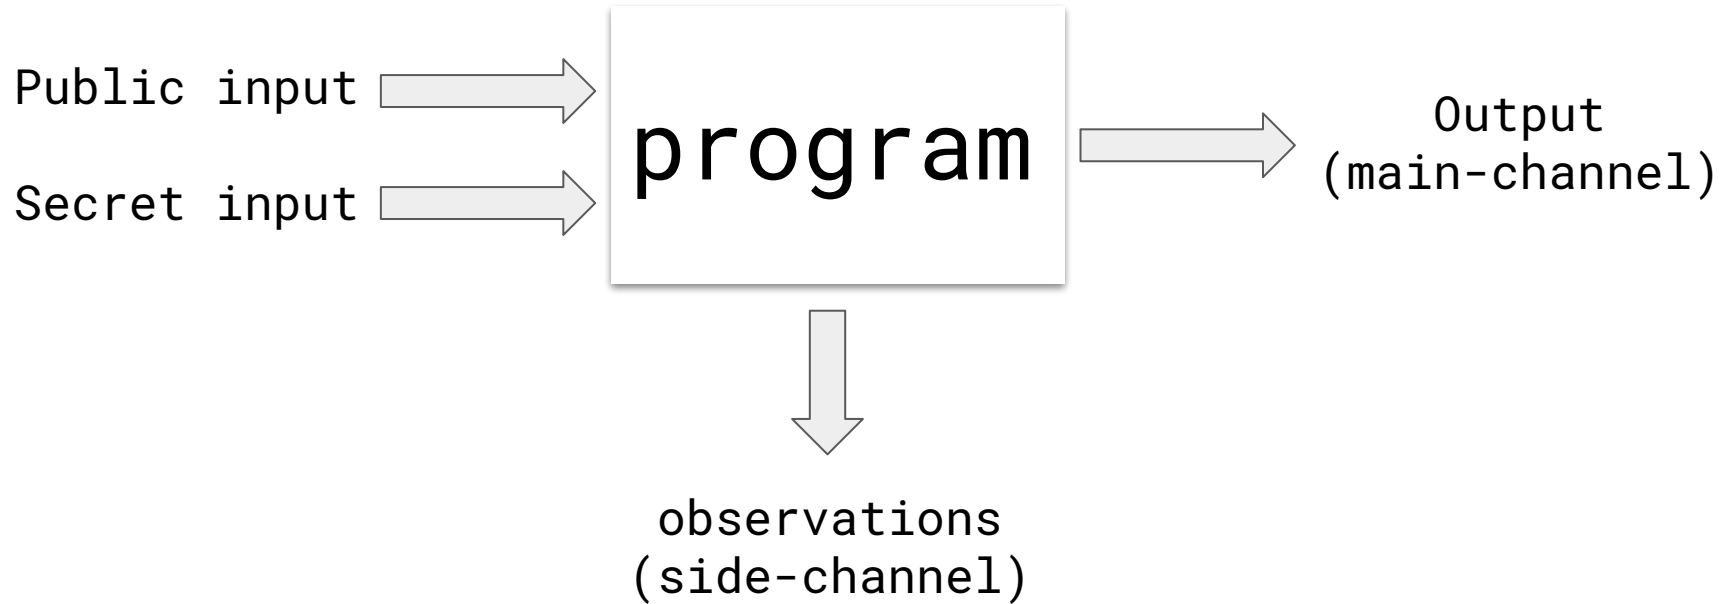 Public input
Secret input
program
Output
(main-channel)
observations
(side-channel)